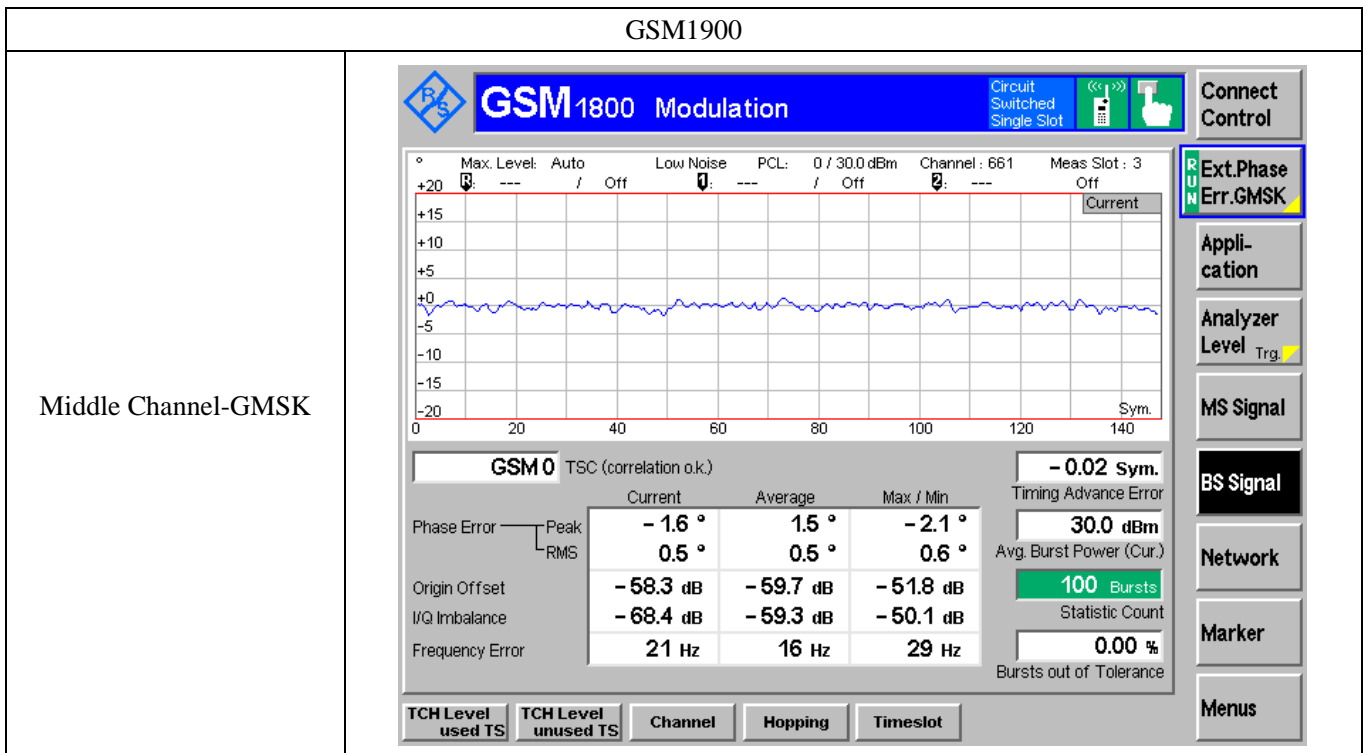 GSM1900
Middle Channel-GMSK
R/S
GSM 1800 Modulation
Circuit
Switched
Single Slot
Connect
Control
° Max. Level: Auto Low Noise PCL: 0 / 30.0 dBm Channel : 661 Meas Slot : 3
R: --- / Off 1: --- / Off 2: --- Off
Current
+20
+15
+10
+5
+0
-5
-10
-15
-20
Sym.
0 20 40 60 80 100 120 140
RUN
Ext.Phase
Err.GMSK
Appli-
cation
Analyzer
Level Trg.
MS Signal
BS Signal
Network
Marker
Menus
GSM 0 TSC (correlation o.k.)
Current Average Max / Min
Phase Error Peak – 1.6 ° 1.5 ° – 2.1 °
RMS 0.5 ° 0.5 ° 0.6 °
Origin Offset – 58.3 dB – 59.7 dB – 51.8 dB
I/Q Imbalance – 68.4 dB – 59.3 dB – 50.1 dB
Frequency Error 21 Hz 16 Hz 29 Hz
– 0.02 Sym.
Timing Advance Error
30.0 dBm
Avg. Burst Power (Cur.)
100 Bursts
Statistic Count
0.00 %
Bursts out of Tolerance
TCH Level
used TS
TCH Level
unused TS
Channel
Hopping
Timeslot